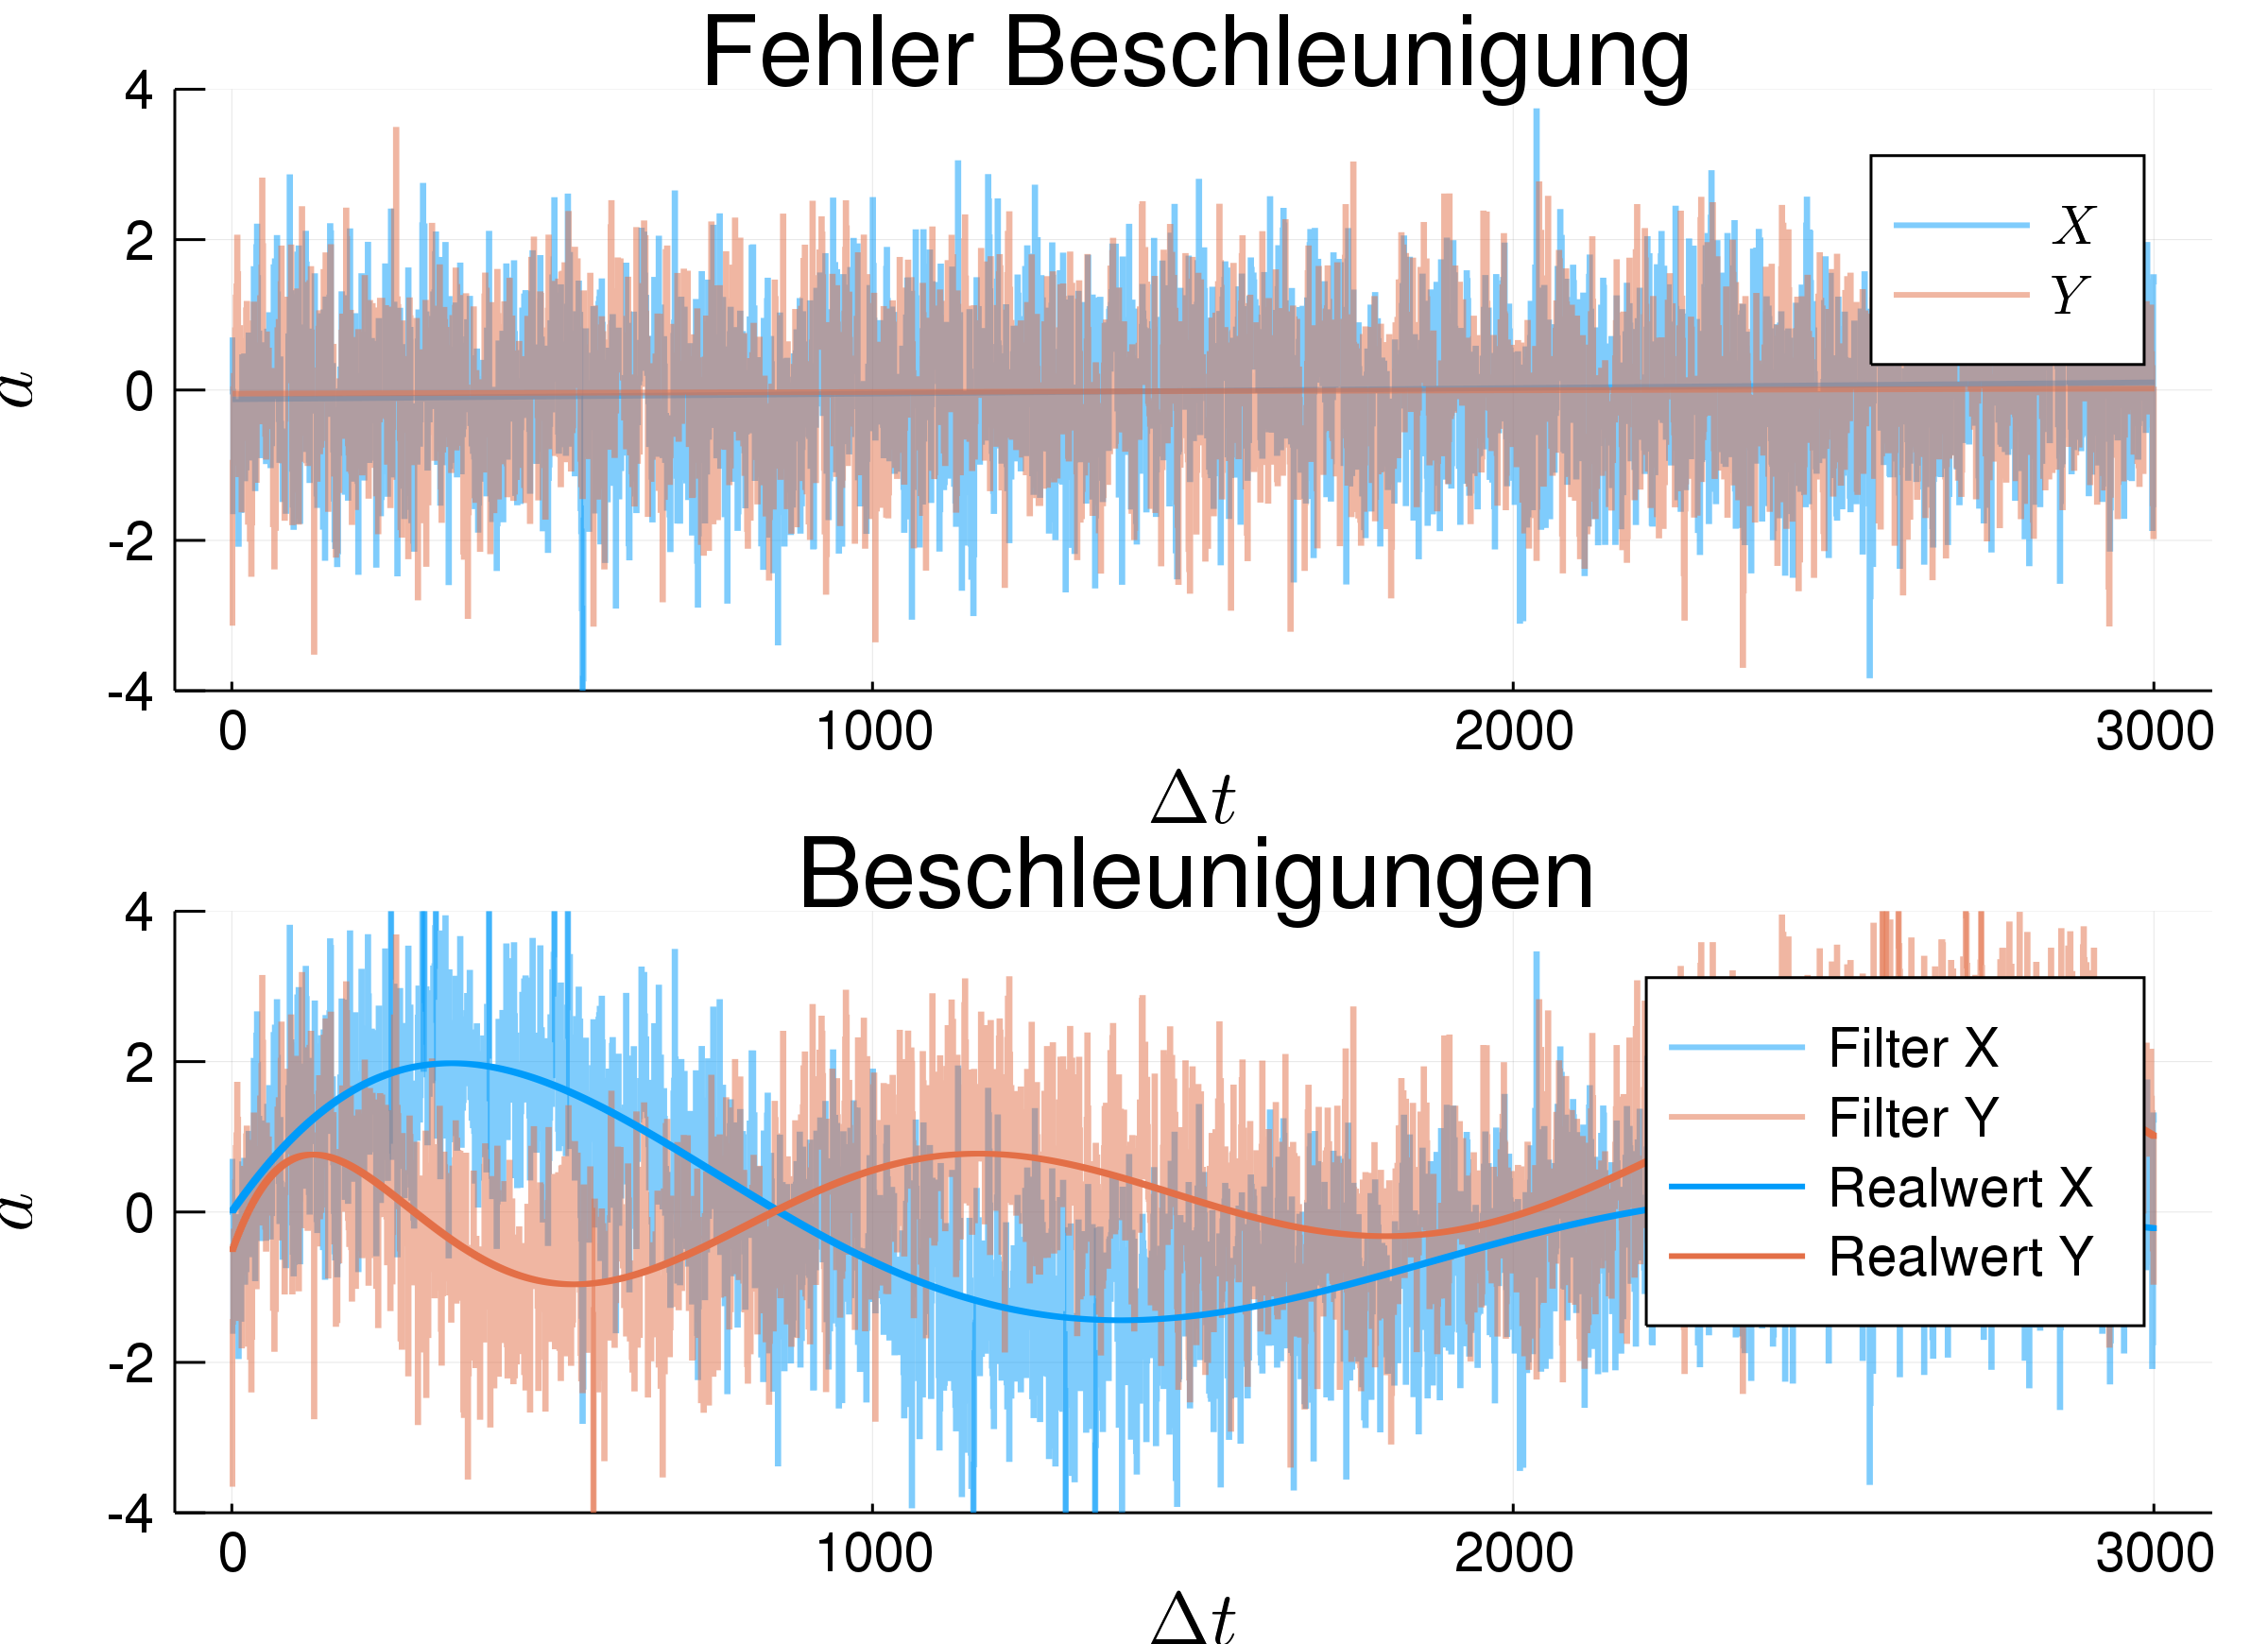 Fehler Beschleunigung
4
2
0
-2
-4
a
X
Y
0 1000 2000 3000
Δt
Beschleunigungen
4
2
0
-2
-4
a
Filter X
Filter Y
Realwert X
Realwert Y
0 1000 2000 3000
Δt